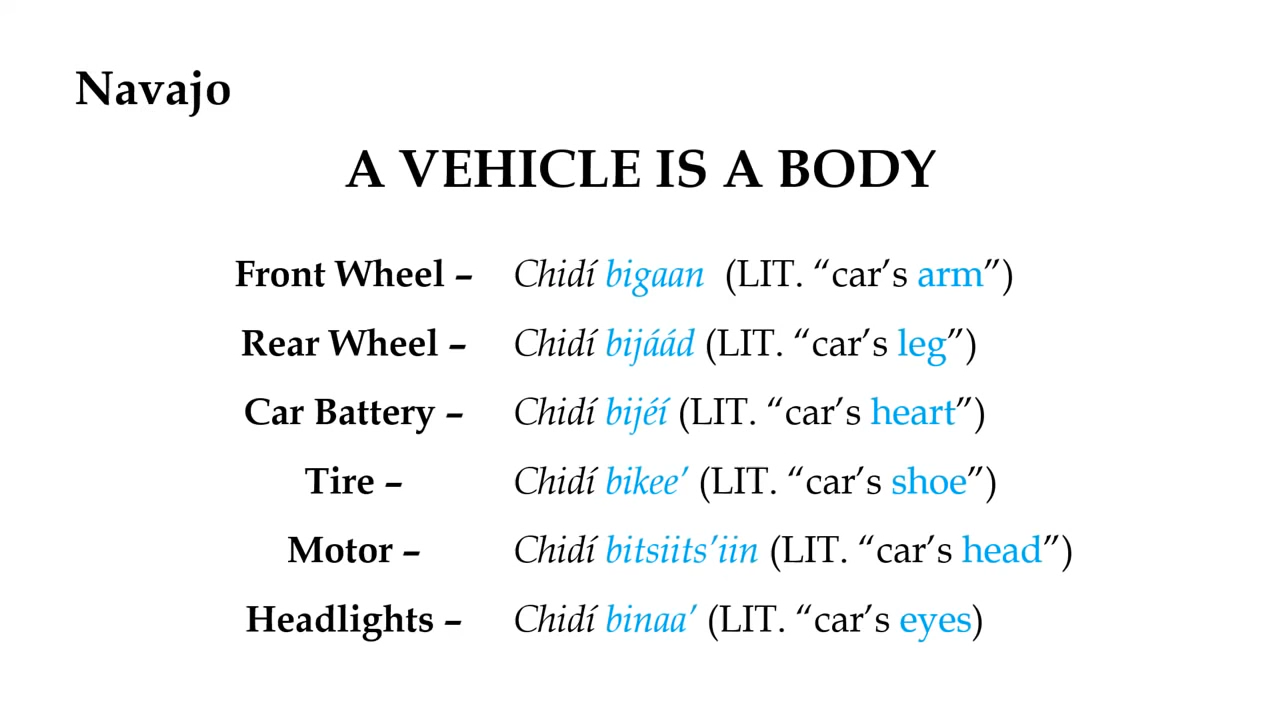 Navajo
A VEHICLE IS A BODY
Front Wheel – Chidí bigaan (LIT. “car’s arm”)
Rear Wheel – Chidí bijáád (LIT. “car’s leg”)
Car Battery – Chidí bijéí (LIT. “car’s heart”)
Tire – Chidí bikee’ (LIT. “car’s shoe”)
Motor – Chidí bitsiits’iin (LIT. “car’s head”)
Headlights – Chidí binaa’ (LIT. “car’s eyes)